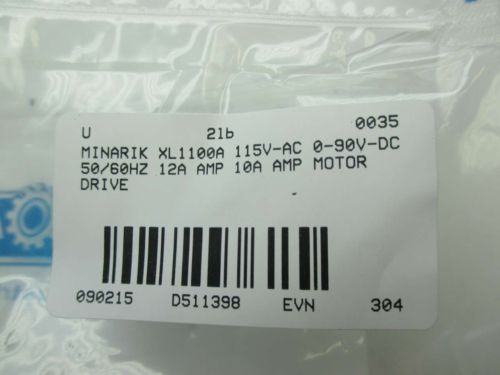 U 2lb 0035
MINARIK XL1100A 115V-AC 0-90V-DC
50/60HZ 12A AMP 10A AMP MOTOR
DRIVE
090215 D511398 EVN 304